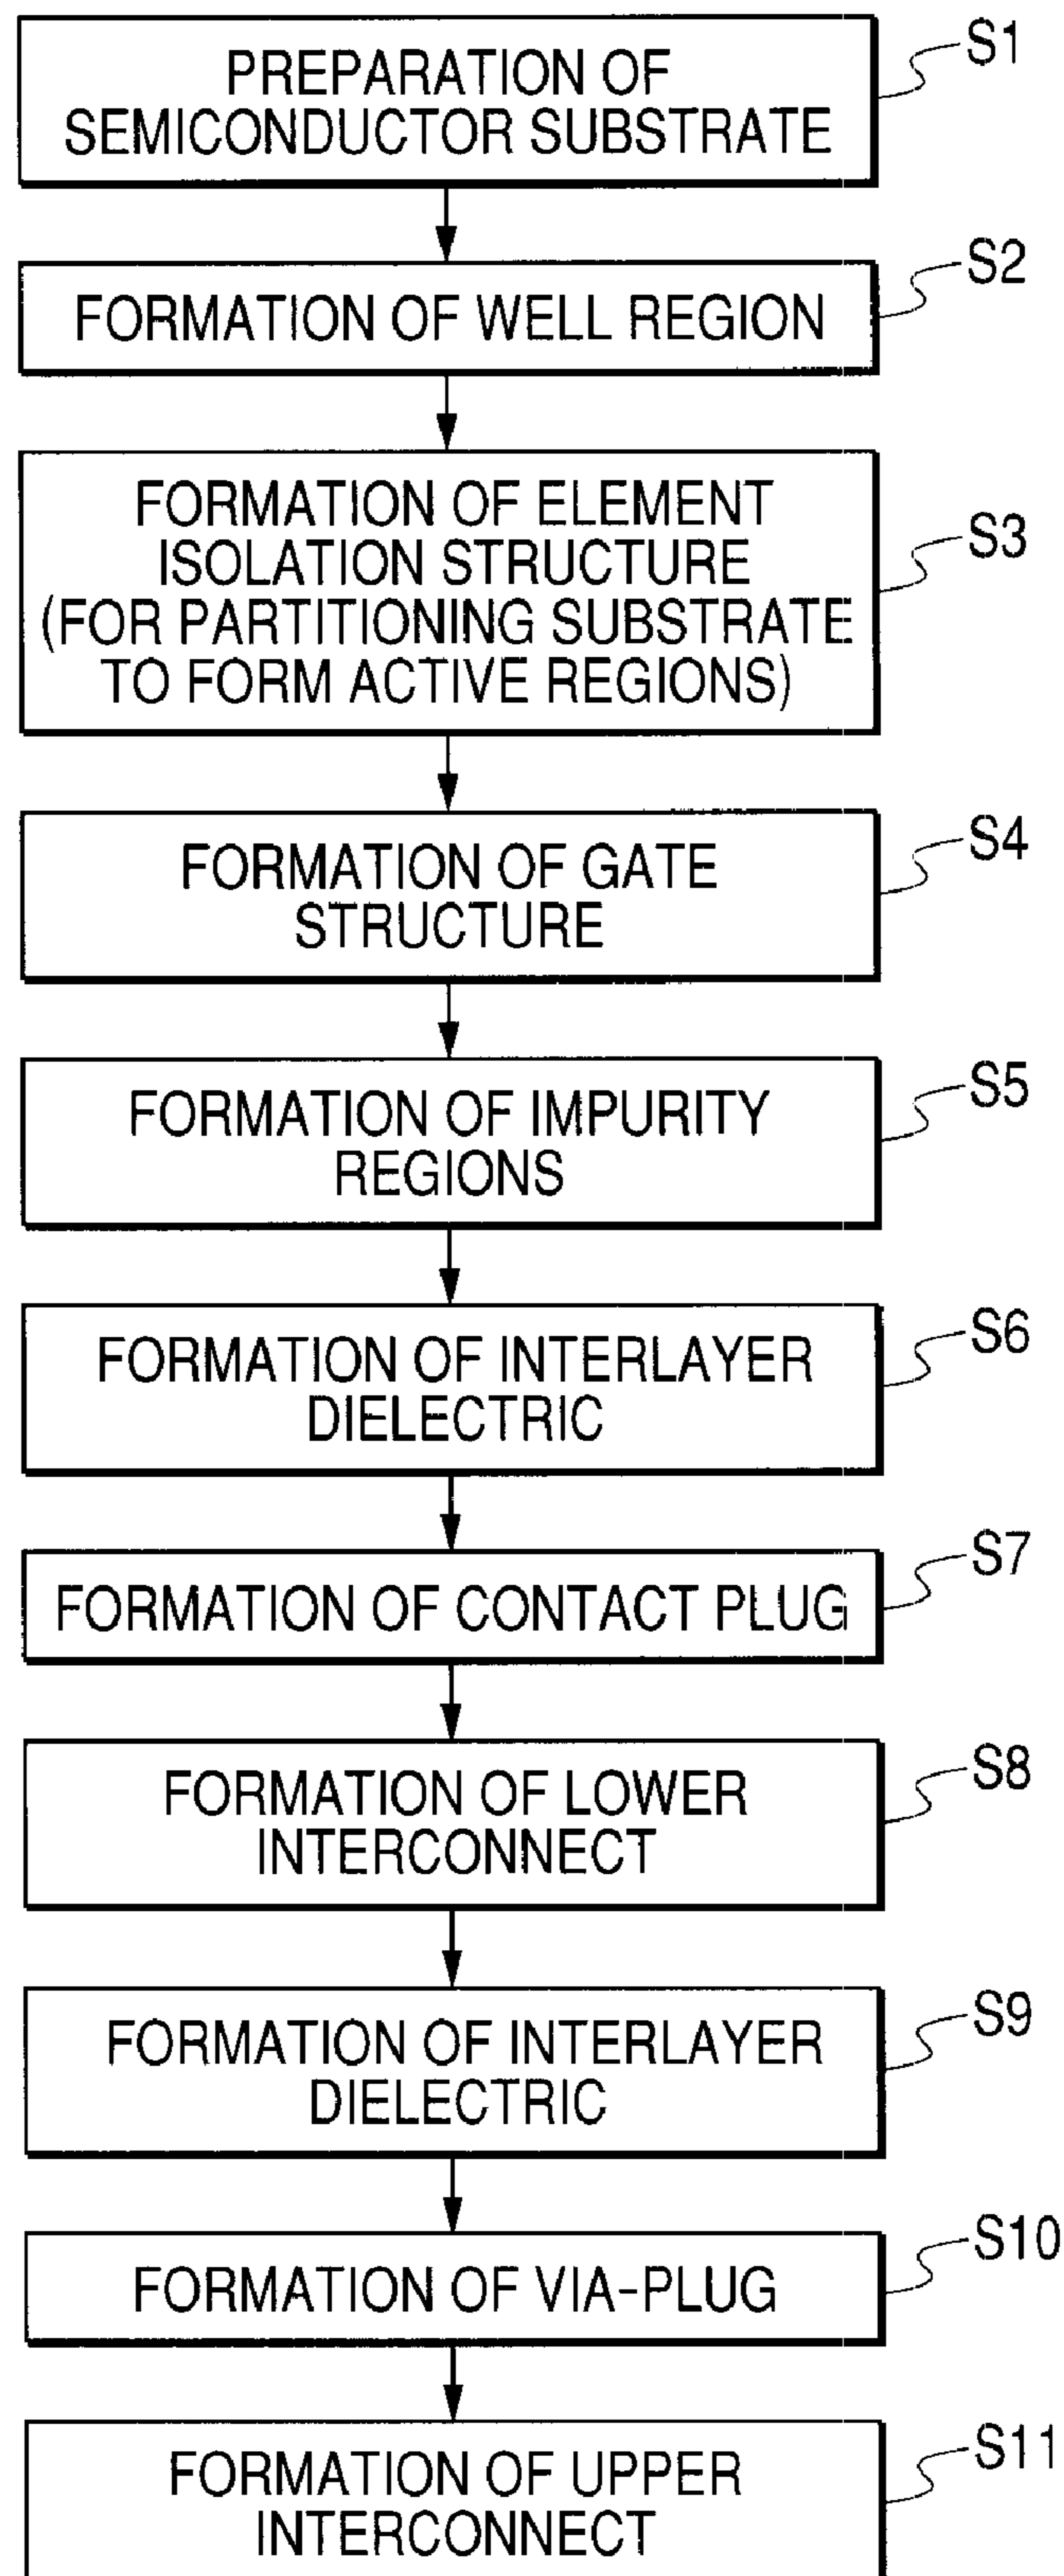 PREPARATION OF
SEMICONDUCTOR SUBSTRATE
S1
FORMATION OF WELL REGION
S2
FORMATION OF ELEMENT
ISOLATION STRUCTURE
(FOR PARTITIONING SUBSTRATE
TO FORM ACTIVE REGIONS)
S3
FORMATION OF GATE
STRUCTURE
S4
FORMATION OF IMPURITY
REGIONS
S5
FORMATION OF INTERLAYER
DIELECTRIC
S6
FORMATION OF CONTACT PLUG
S7
FORMATION OF LOWER
INTERCONNECT
S8
FORMATION OF INTERLAYER
DIELECTRIC
S9
FORMATION OF VIA-PLUG
S10
FORMATION OF UPPER
INTERCONNECT
S11